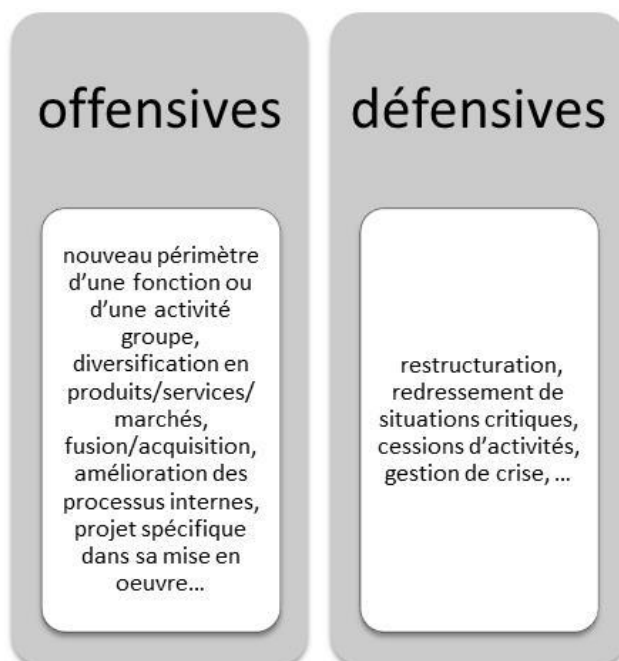 offensives
nouveau périmètre
d'une fonction ou
d'une activité
groupe,
diversification en
produits/services/
marchés,
fusion/acquisition,
amélioration des
processus internes,
projet spécifique
dans sa mise en
oeuvre...
défensives
restructuration,
redressement de
situations critiques,
cessions d'activités,
gestion de crise, ...